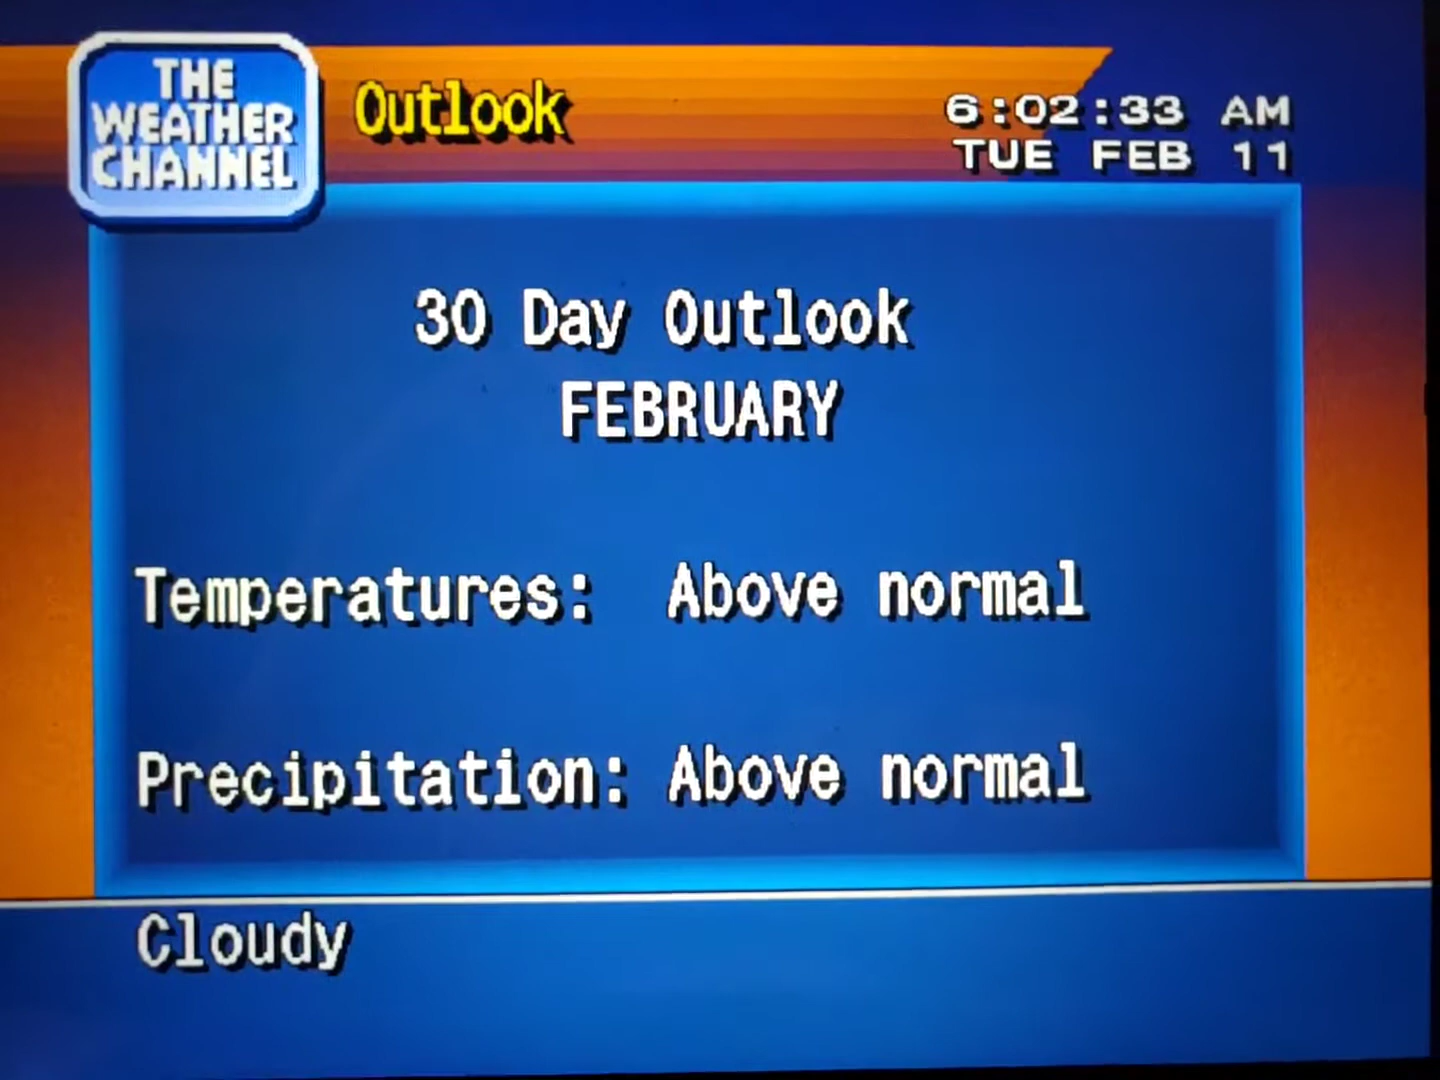 THE
WEATHER
CHANNEL
Outlook
6:02:33 AM
TUE FEB 11
30 Day Outlook
FEBRUARY
Temperatures: Above normal
Precipitation: Above normal
Cloudy